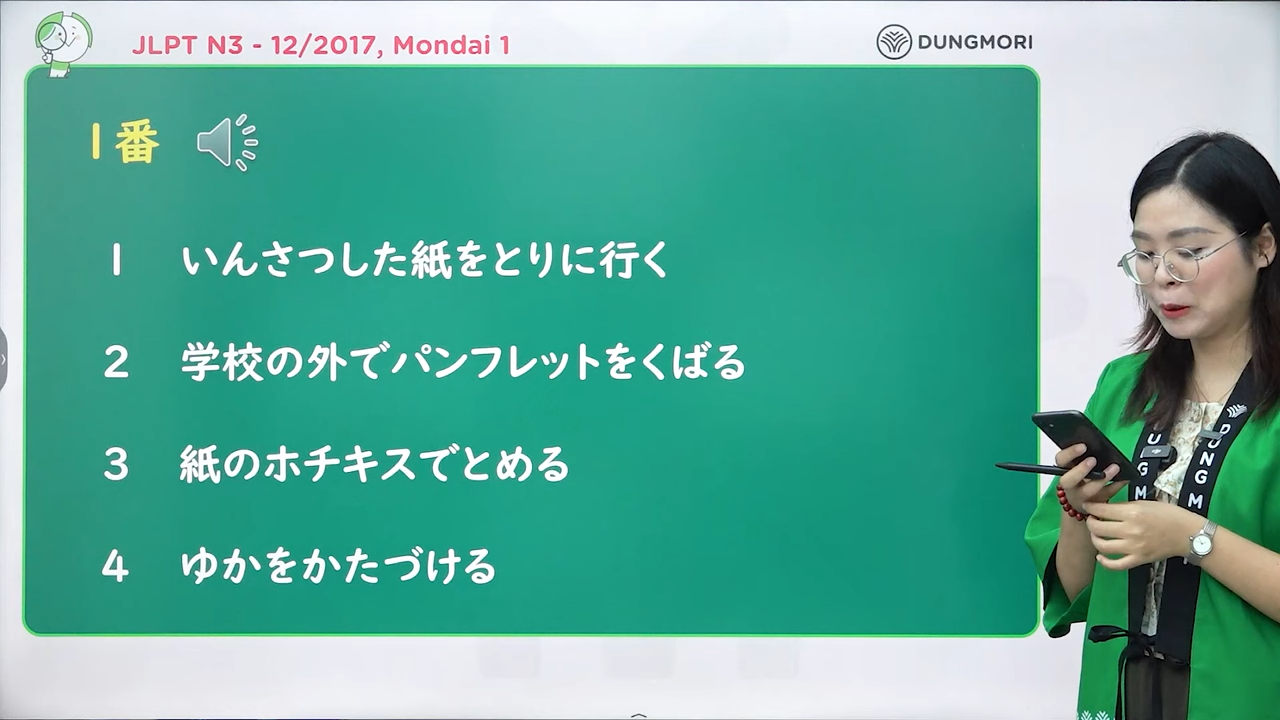 JLPT N3 - 12/2017, Mondai 1
DUNGMORI
1番
1 いんさつした紙をとりに行く
2 学校の外でパンフレットをくばる
3 紙のホチキスでとめる
4 ゆかをかたづける
UNGM
DUNGM